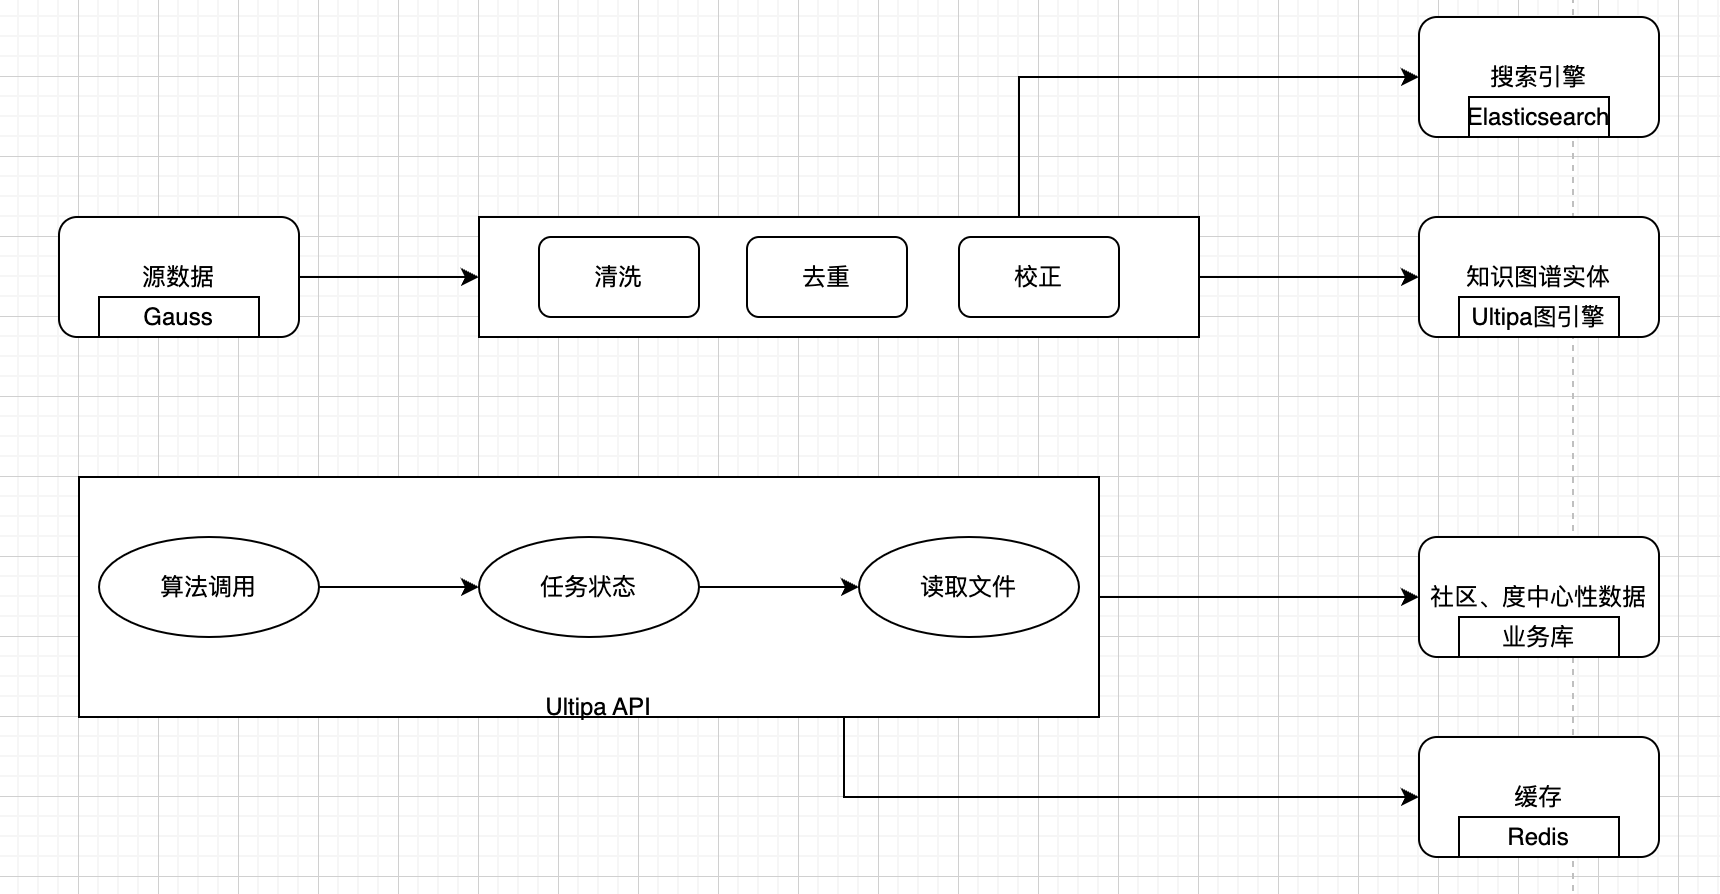 搜索引擎
Elasticsearch
源数据
Gauss
清洗
去重
校正
知识图谱实体
Ultipa图引擎
算法调用
任务状态
读取文件
Ultipa API
社区、度中心性数据
业务库
缓存
Redis